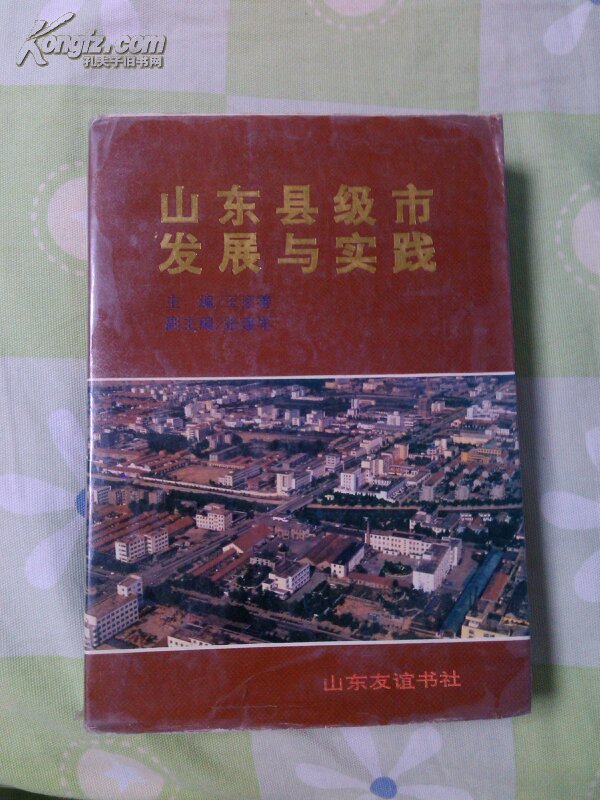 Kongfz.com
孔夫子旧书网
山东县级市
发展与实践
主 编
副主编
山东友谊书社